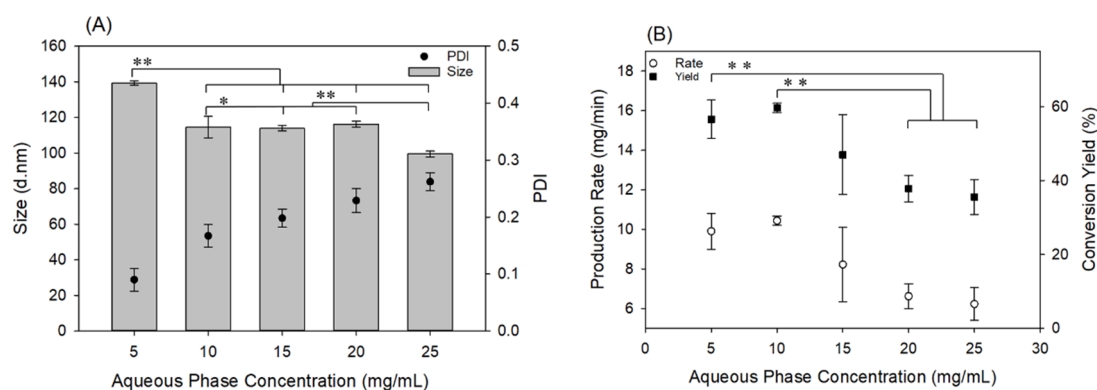 (A)
160
140
120
100
80
60
40
20
0
Size (d.nm)
**
*
**
PDI
Size
0.5
0.4
0.3
0.2
0.1
0.0
PDI
5 10 15 20 25
Aqueous Phase Concentration (mg/mL)
(B)
18
16
14
12
10
8
6
Production Rate (mg/min)
Rate
Yield
* *
* *
60
40
20
0
Conversion Yield (%)
0 5 10 15 20 25 30
Aqueous Phase Concentration (mg/mL)